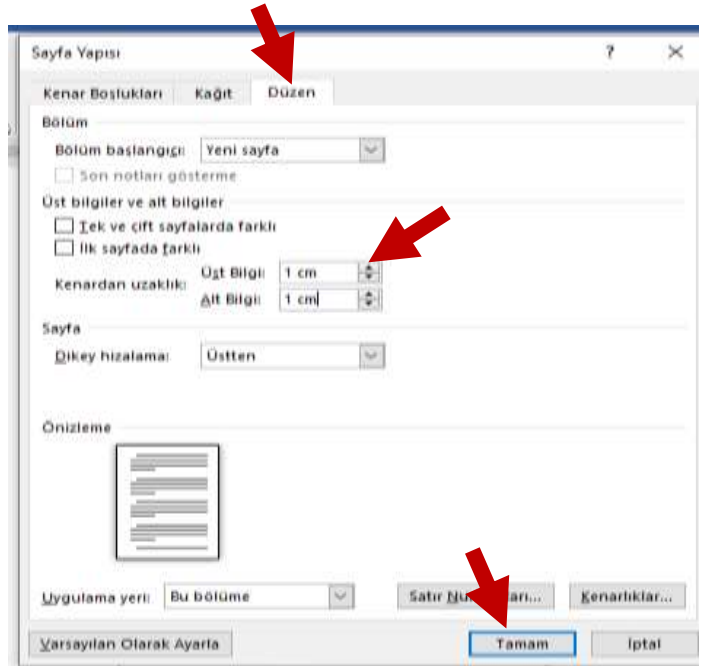 Sayfa Yapısı ? ×
Kenar Boşlukları Kağıt Düzen
Bölüm
Bölüm başlangıçı: Yeni sayfa
Son notları gösterme
Üst bilgiler ve alt bilgiler
Tek ve çift sayfalarda farklı
İlk sayfada farklı
Kenardan uzaklık:
Üst Bilgi: 1 cm
Alt Bilgi: 1 cm
Sayfa
Dikey hizalama: Üstten
Önizleme
Uygulama yeri: Bu bölüme Satır ... Kenarlıklar...
Varsayılan Olarak Ayarla Tamam İptal